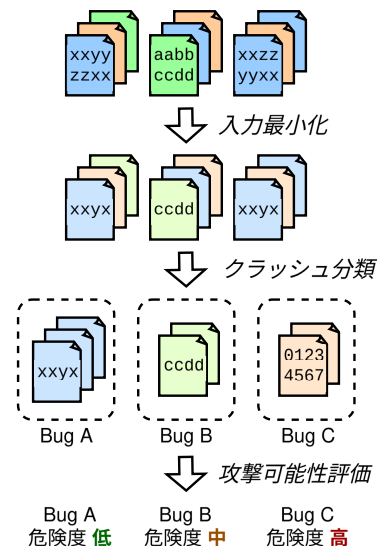 xxyy
zzxx
aabb
ccdd
xxzz
yyxx
入力最小化
xxyx
ccdd
xxyx
クラッシュ分類
xxyx
ccdd
0123
4567
Bug A
Bug B
Bug C
攻撃可能性評価
Bug A
危険度 低
Bug B
危険度 中
Bug C
危険度 高